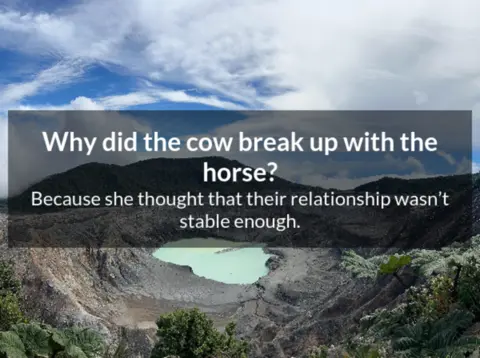 Why did the cow break up with the
horse?
Because she thought that their relationship wasn't
stable enough.